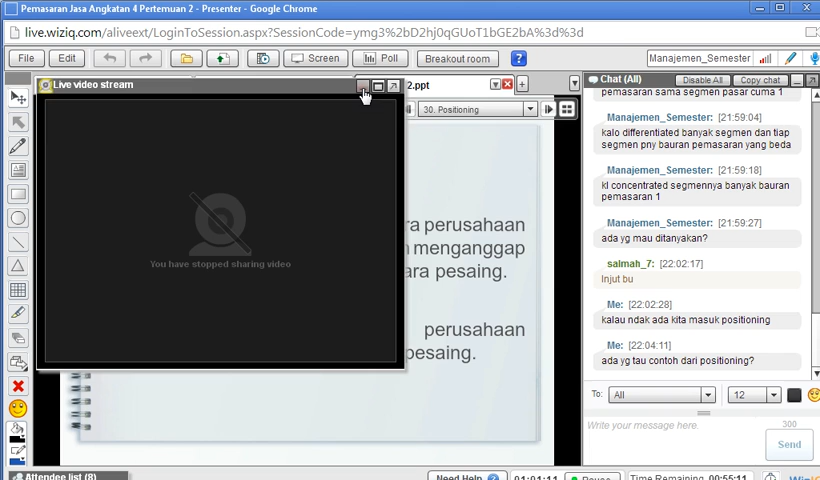 Pemasaran Jasa Angkatan 4 Pertemuan 2 - Presenter - Google Chrome
live.wiziq.com/aliveext/LoginToSession.aspx?SessionCode=ymg3%2bD2hj0qGUoT1bGE2bA%3d%3d
File Edit Screen Poll Breakout room ? Manajemen_Semester
Live video stream
2.ppt
30. Positioning
You have stopped sharing video
ra perusahaan
menganggap
ara pesaing.
perusahaan
pesaing.
Chat (All) Disable All Copy chat
pemasaran sama segmen pasar cuma 1
Manajemen_Semester: [21:59:04]
kalo differentiated banyak segmen dan tiap
segmen pny bauran pemasaran yang beda
Manajemen_Semester: [21:59:18]
kl concentrated segmennya banyak bauran
pemasaran 1
Manajemen_Semester: [21:59:27]
ada yg mau ditanyakan?
salmah_7: [22:02:17]
lnjut bu
Me: [22:02:28]
kalau ndak ada kita masuk positioning
Me: [22:04:11]
ada yg tau contoh dari positioning?
To: All 12
Write your message here. 300
Send
Attendee list (8) Need Help? 01:01:11 Pause Time Remaining 00:55:11